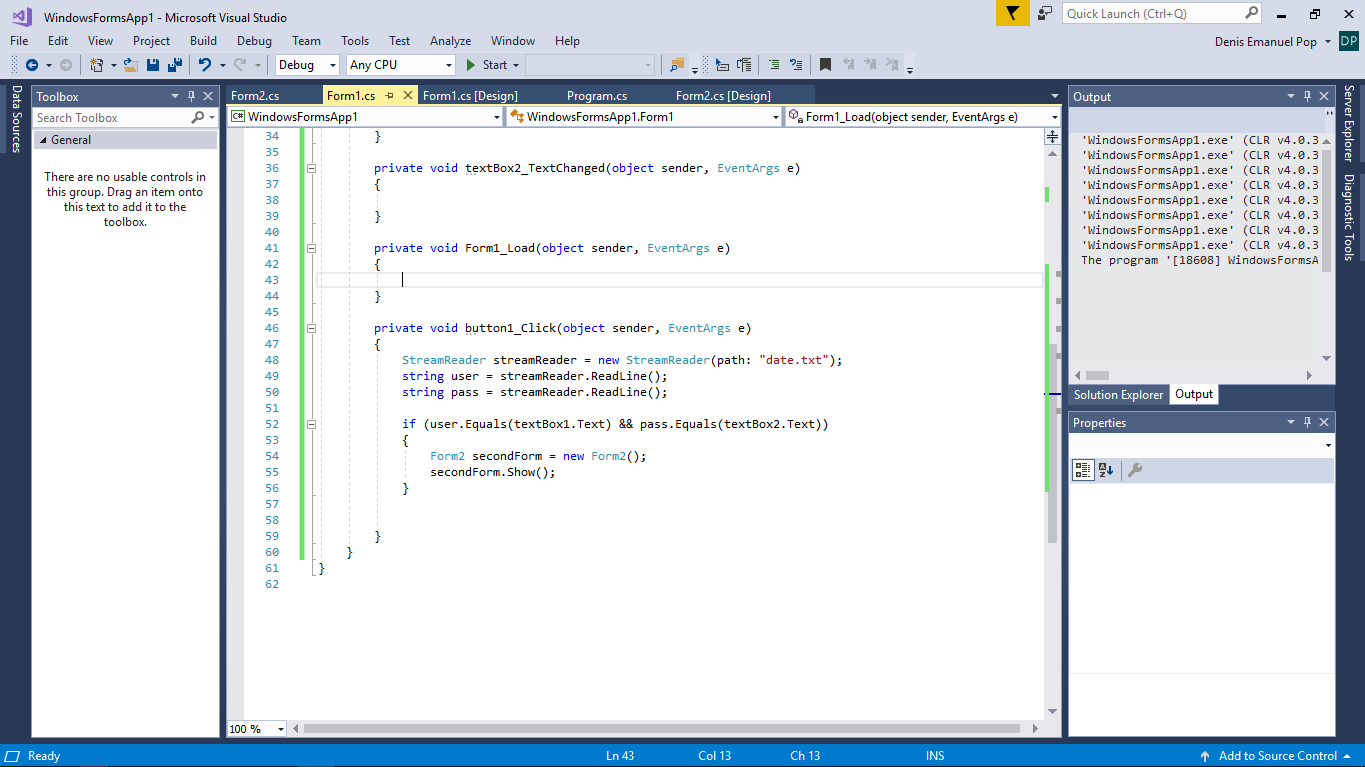 WindowsFormsApp1 - Microsoft Visual Studio
Quick Launch (Ctrl+Q)
File Edit View Project Build Debug Team Tools Test Analyze Window Help
Denis Emanuel Pop DP
Debug Any CPU Start
Data Sources
Toolbox
Search Toolbox
General
There are no usable controls in
this group. Drag an item onto
this text to add it to the
toolbox.
Form2.cs Form1.cs Form1.cs [Design] Program.cs Form2.cs [Design]
C# WindowsFormsApp1 WindowsFormsApp1.Form1 Form1_Load(object sender, EventArgs e)
34 }
35
36 private void textBox2_TextChanged(object sender, EventArgs e)
37 {
38
39 }
40
41 private void Form1_Load(object sender, EventArgs e)
42 {
43
44 }
45
46 private void button1_Click(object sender, EventArgs e)
47 {
48 StreamReader streamReader = new StreamReader(path: "date.txt");
49 string user = streamReader.ReadLine();
50 string pass = streamReader.ReadLine();
51
52 if (user.Equals(textBox1.Text) && pass.Equals(textBox2.Text))
53 {
54 Form2 secondForm = new Form2();
55 secondForm.Show();
56 }
57
58
59 }
60 }
61 }
62
100 %
Output
'WindowsFormsApp1.exe' (CLR v4.0.3
'WindowsFormsApp1.exe' (CLR v4.0.3
'WindowsFormsApp1.exe' (CLR v4.0.3
'WindowsFormsApp1.exe' (CLR v4.0.3
'WindowsFormsApp1.exe' (CLR v4.0.3
'WindowsFormsApp1.exe' (CLR v4.0.3
'WindowsFormsApp1.exe' (CLR v4.0.3
'WindowsFormsApp1.exe' (CLR v4.0.3
The program '[18608] WindowsFormsA
Solution Explorer Output
Properties
Server Explorer
Diagnostic Tools
Ready Ln 43 Col 13 Ch 13 INS Add to Source Control